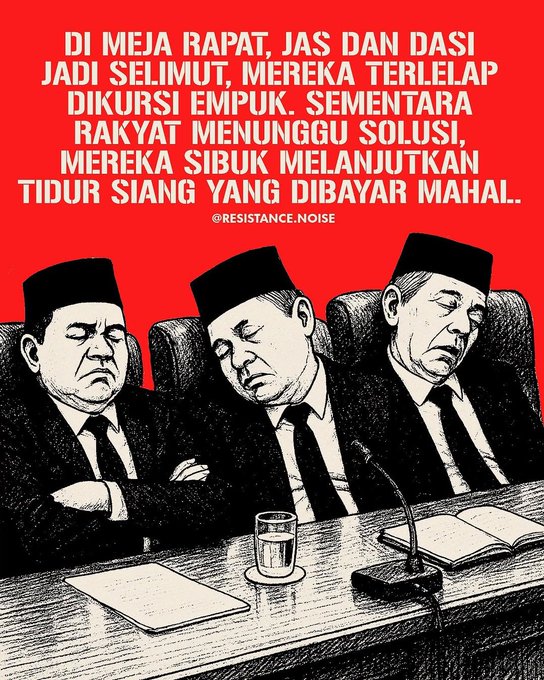 DI MEJA RAPAT, JAS DAN DASI
JADI SELIMUT, MEREKA TERLELAP
DIKURSI EMPUK. SEMENTARA
RAKYAT MENUNGGU SOLUSI,
MEREKA SIBUK MELANJUTKAN
TIDUR SIANG YANG DIBAYAR MAHAL..
@RESISTANCE.NOISE